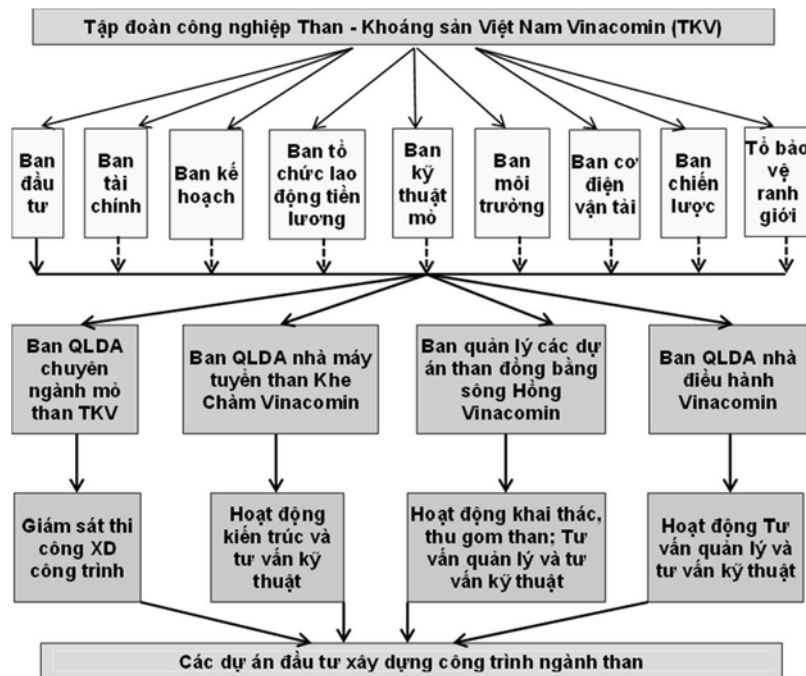 Tập đoàn công nghiệp Than - Khoáng sản Việt Nam Vinacomin (TKV)
Ban
đầu
tư
Ban
tài
chính
Ban kế
hoạch
Ban tổ
chức lao
động tiền
lương
Ban
kỹ
thuật
mỏ
Ban
môi
trường
Ban cơ
điện
vận tải
Ban
chiến
lược
Tổ bảo
vệ
ranh
giới
Ban QLDA
chuyên
ngành mỏ
than TKV
Ban QLDA nhà máy
tuyển than Khe
Chàm Vinacomin
Ban quản lý các dự
án than đồng bằng
sông Hồng
Vinacomin
Ban QLDA nhà
điều hành
Vinacomin
Giám sát thi
công XD
công trình
Hoạt động
kiến trúc và
tư vấn kỹ
thuật
Hoạt động khai thác,
thu gom than; Tư
vấn quản lý và tư
vấn kỹ thuật
Hoạt động Tư
vấn quản lý và
tư vấn kỹ thuật
Các dự án đầu tư xây dựng công trình ngành than